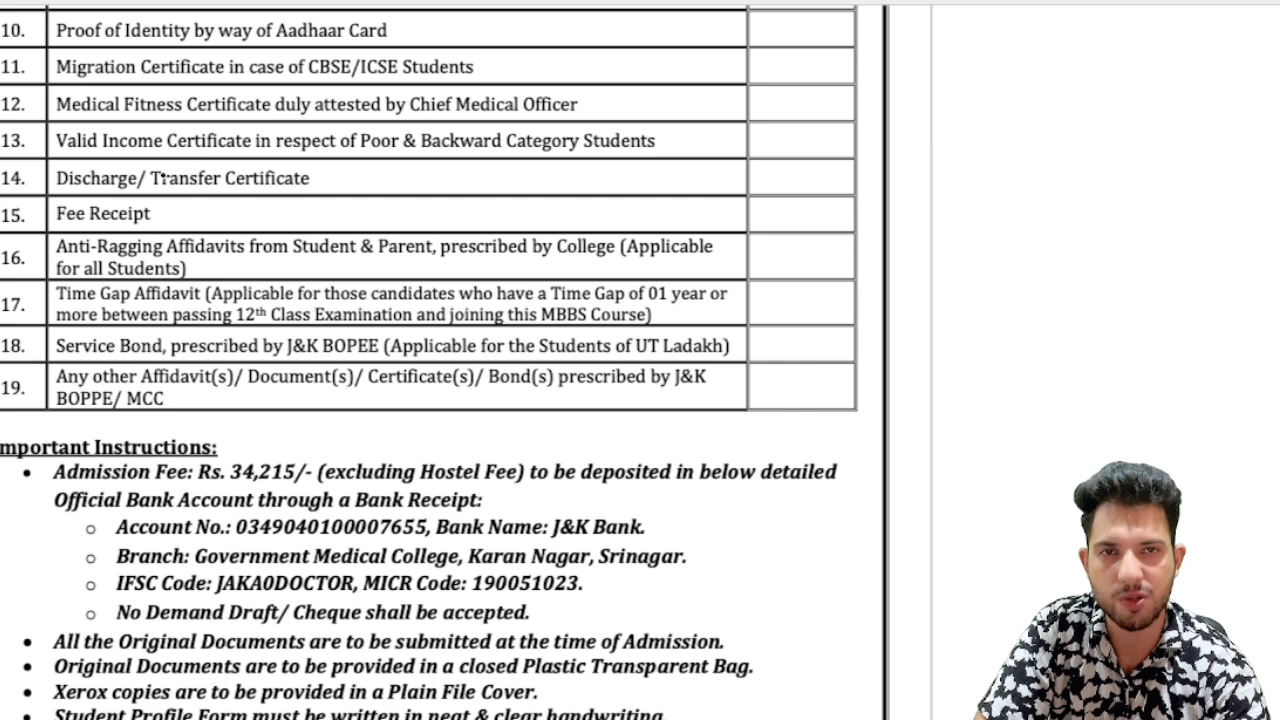 10. Proof of Identity by way of Aadhaar Card
11. Migration Certificate in case of CBSE/ICSE Students
12. Medical Fitness Certificate duly attested by Chief Medical Officer
13. Valid Income Certificate in respect of Poor & Backward Category Students
14. Discharge/ Transfer Certificate
15. Fee Receipt
16. Anti-Ragging Affidavits from Student & Parent, prescribed by College (Applicable
for all Students)
17. Time Gap Affidavit (Applicable for those candidates who have a Time Gap of 01 year or
more between passing 12th Class Examination and joining this MBBS Course)
18. Service Bond, prescribed by J&K BOPEE (Applicable for the Students of UT Ladakh)
19. Any other Affidavit(s)/ Document(s)/ Certificate(s)/ Bond(s) prescribed by J&K
BOPPE/ MCC
mportant Instructions:
• Admission Fee: Rs. 34,215/- (excluding Hostel Fee) to be deposited in below detailed
Official Bank Account through a Bank Receipt:
o Account No.: 0349040100007655, Bank Name: J&K Bank.
o Branch: Government Medical College, Karan Nagar, Srinagar.
o IFSC Code: JAKA0DOCTOR, MICR Code: 190051023.
o No Demand Draft/ Cheque shall be accepted.
• All the Original Documents are to be submitted at the time of Admission.
• Original Documents are to be provided in a closed Plastic Transparent Bag.
• Xerox copies are to be provided in a Plain File Cover.
• Student Profile Form must be written in neat & clear handwriting.